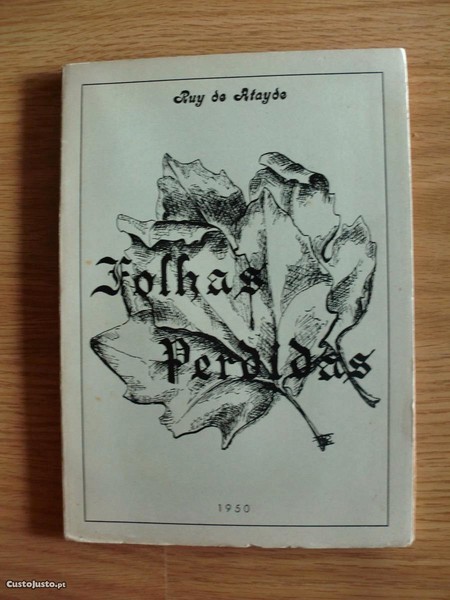 Ruy de Atayde
Folhas
Perdidas
1950
CustoJusto.pt